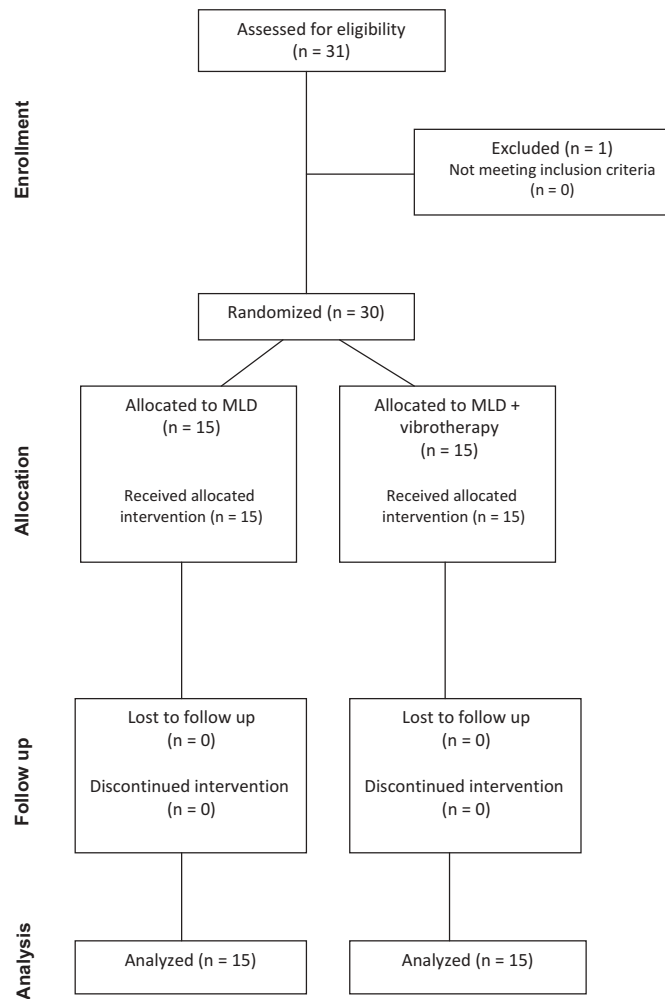 Enrollment
Assessed for eligibility
(n = 31)
Excluded (n = 1)
Not meeting inclusion criteria
(n = 0)
Randomized (n = 30)
Allocation
Allocated to MLD
(n = 15)
Received allocated
intervention (n = 15)
Allocated to MLD +
vibrotherapy
(n = 15)
Received allocated
intervention (n = 15)
Follow up
Lost to follow up
(n = 0)
Discontinued intervention
(n = 0)
Lost to follow up
(n = 0)
Discontinued intervention
(n = 0)
Analysis
Analyzed (n = 15)
Analyzed (n = 15)